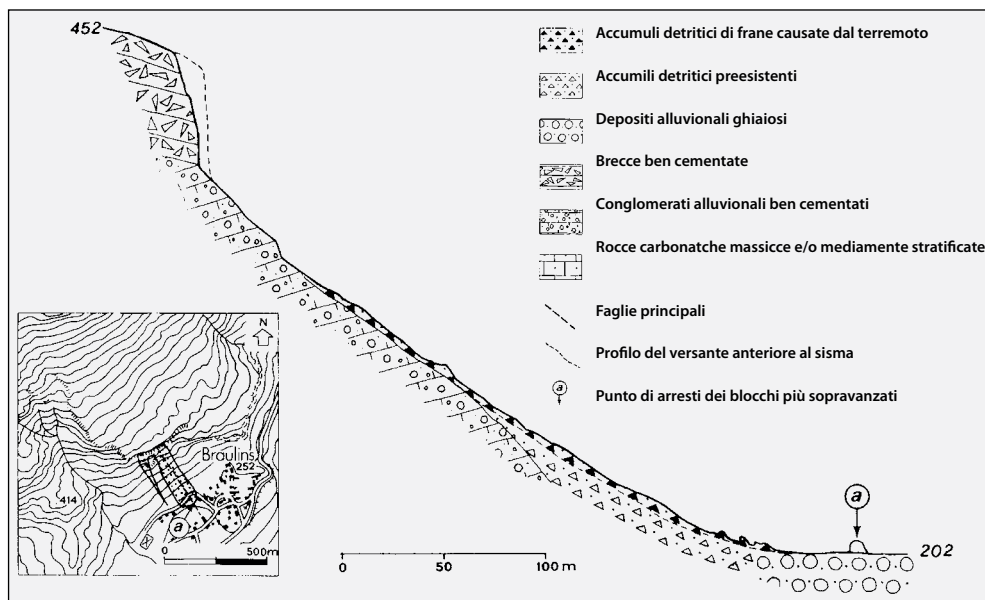 452
Accumuli detritici di frane causate dal terremoto
Accumili detritici preesistenti
Depositi alluvionali ghiaiosi
Brecce ben cementate
Conglomerati alluvionali ben cementati
Rocce carbonatche massicce e/o mediamente stratificate
Faglie principali
Profilo del versante anteriore al sisma
a
Punto di arresti dei blocchi più sopravanzati
N
Braulins
252
414
a
0 500m
0 50 100 m
a
202